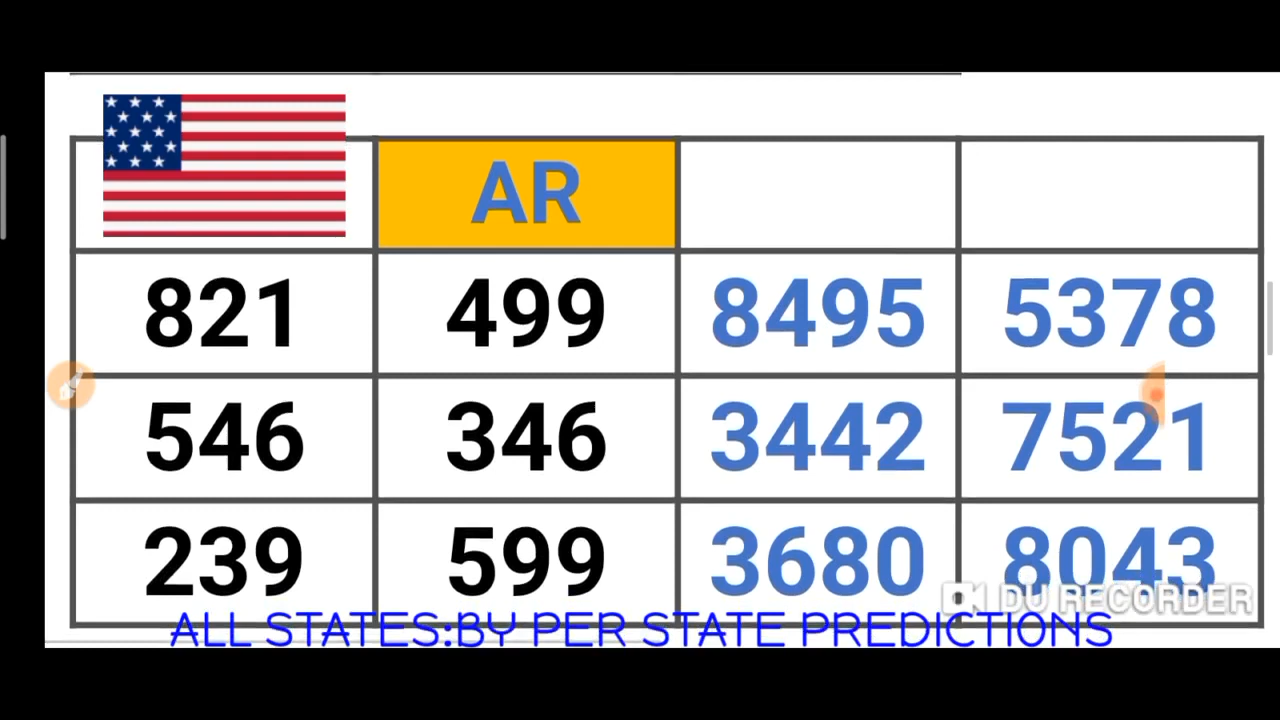 AR
821 499 8495 5378
546 346 3442 7521
239 599 3680 8043
DU RECORDER
ALL STATES:BY PER STATE PREDICTIONS